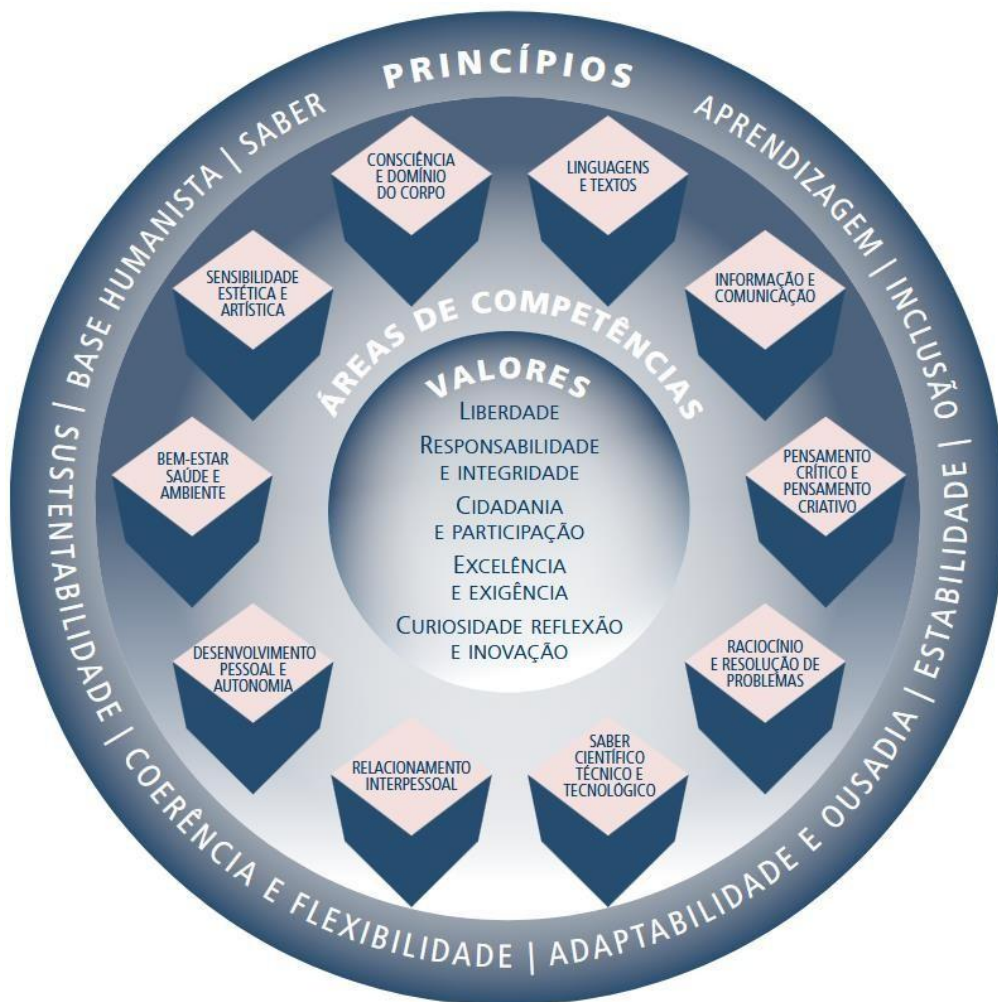 PRINCÍPIOS
APRENDIZAGEM | INCLUSÃO | ESTABILIDADE | ADAPTABILIDADE E OUSADIA | COERÊNCIA E FLEXIBILIDADE | SUSTENTABILIDADE | BASE HUMANISTA | SABER
ÁREAS DE COMPETÊNCIAS
LINGUAGENS
E TEXTOS
INFORMAÇÃO E
COMUNICAÇÃO
PENSAMENTO
CRÍTICO E
PENSAMENTO
CRIATIVO
RACIOCÍNIO
E RESOLUÇÃO DE
PROBLEMAS
SABER
CIENTÍFICO
TÉCNICO E
TECNOLÓGICO
RELACIONAMENTO
INTERPESSOAL
DESENVOLVIMENTO
PESSOAL E
AUTONOMIA
BEM-ESTAR
SAÚDE E
AMBIENTE
SENSIBILIDADE
ESTÉTICA E
ARTÍSTICA
CONSCIÊNCIA
E DOMÍNIO
DO CORPO
VALORES
LIBERDADE
RESPONSABILIDADE
E INTEGRIDADE
CIDADANIA
E PARTICIPAÇÃO
EXCELÊNCIA
E EXIGÊNCIA
CURIOSIDADE REFLEXÃO
E INOVAÇÃO